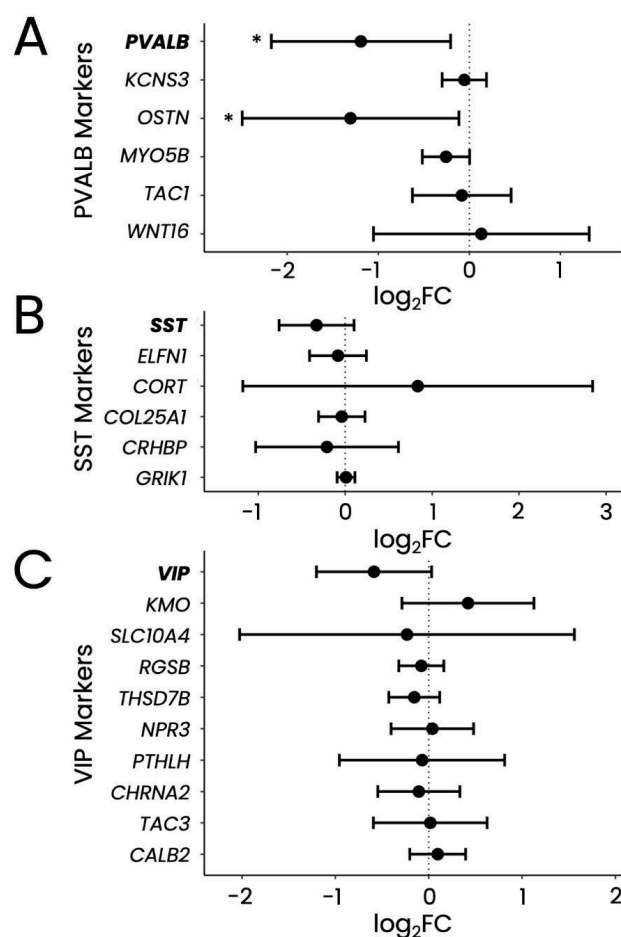 A
PVALB Markers
PVALB
*
KCNS3
OSTN
*
MYO5B
TAC1
WNT16
−2 −1 0 1
log₂FC
B
SST Markers
SST
ELFN1
CORT
COL25A1
CRHBP
GRIK1
−1 0 1 2 3
log₂FC
C
VIP Markers
VIP
KMO
SLC10A4
RGSB
THSD7B
NPR3
PTHLH
CHRNA2
TAC3
CALB2
−2 −1 0 1 2
log₂FC